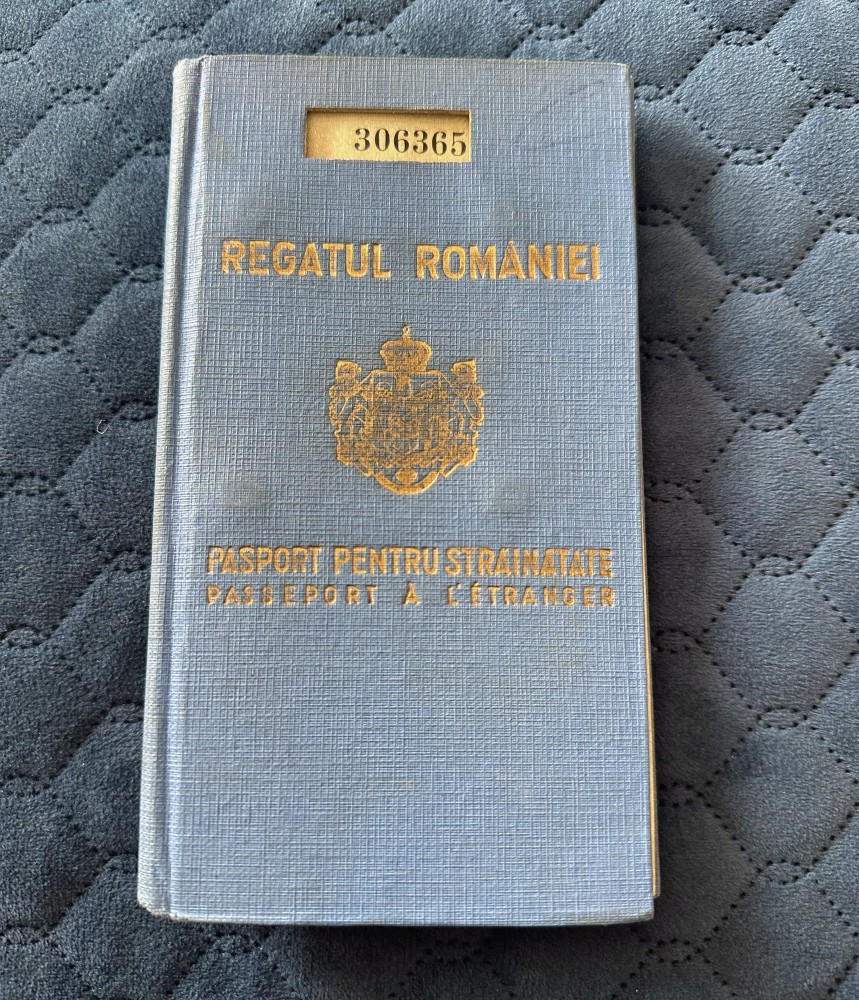 306365
REGATUL ROMÂNIEI
PASPORT PENTRU STRAINATATE
PASSEPORT À L'ÉTRANGER